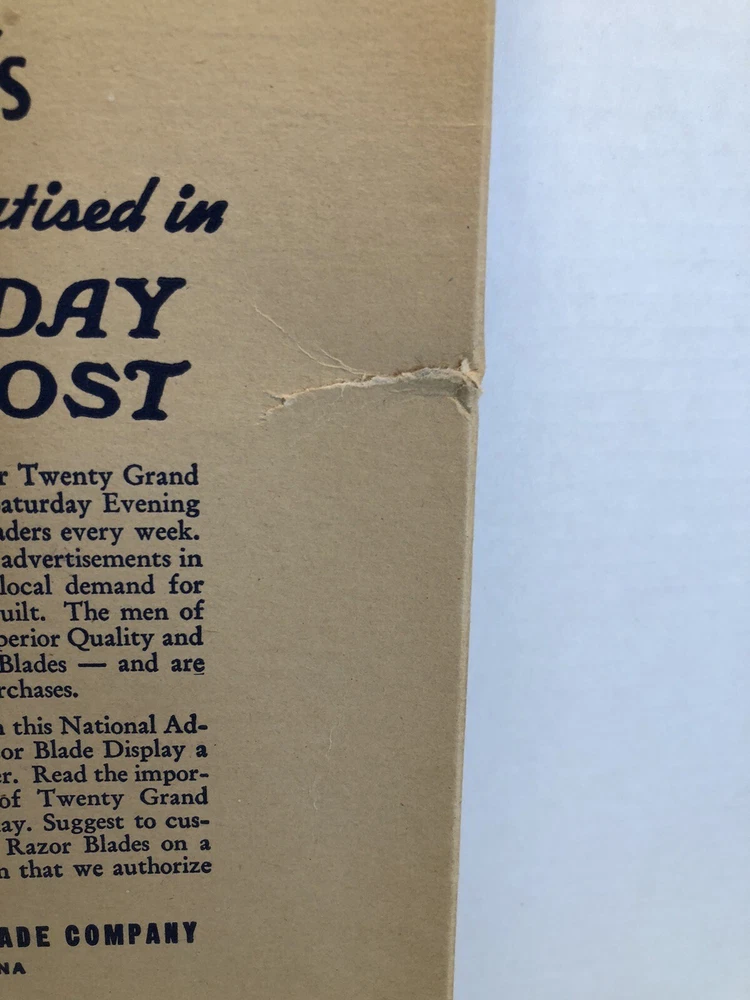 s
tised in
DAY
OST
r Twenty Grand
aturday Evening
aders every week.
advertisements in
local demand for
uilt. The men of
perior Quality and
Blades — and are
rchases.
this National Ad-
or Blade Display a
er. Read the impor-
of Twenty Grand
ay. Suggest to cus-
Razor Blades on a
n that we authorize
ADE COMPANY
NA